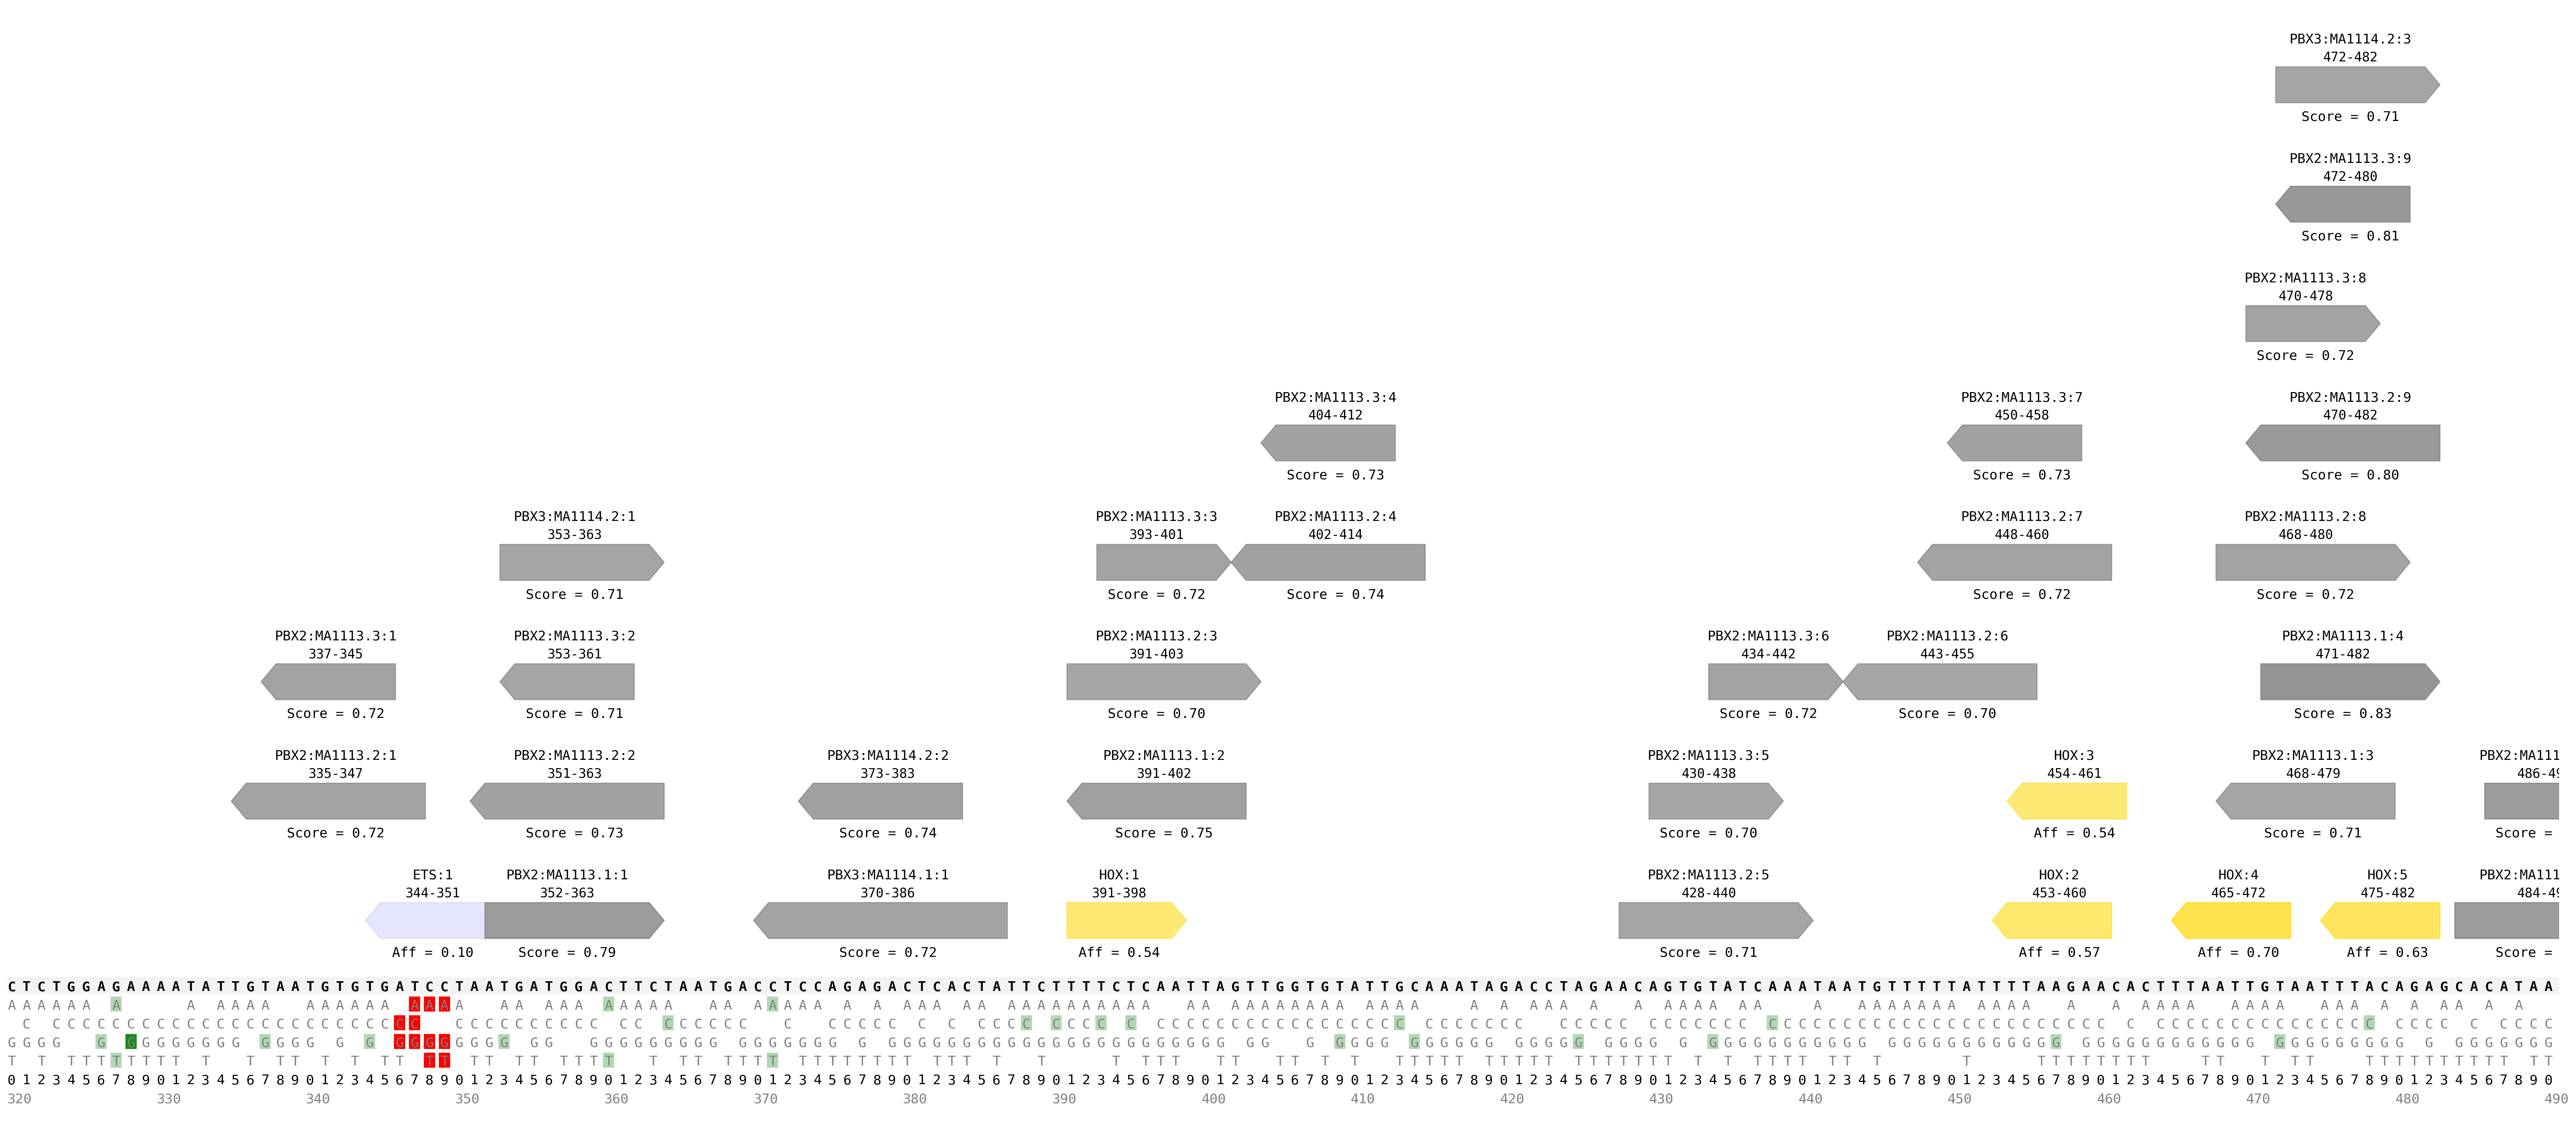 PBX3:MA1114.2:3
472-482
Score = 0.71
PBX2:MA1113.3:9
472-480
Score = 0.81
PBX2:MA1113.3:8
470-478
Score = 0.72
PBX2:MA1113.3:4 PBX2:MA1113.3:7 PBX2:MA1113.2:9
404-412 450-458 470-482
Score = 0.73 Score = 0.73 Score = 0.80
PBX3:MA1114.2:1 PBX2:MA1113.3:3 PBX2:MA1113.2:4 PBX2:MA1113.2:7 PBX2:MA1113.2:8
353-363 393-401 402-414 448-460 468-480
Score = 0.71 Score = 0.72 Score = 0.74 Score = 0.72 Score = 0.72
PBX2:MA1113.3:1 PBX2:MA1113.3:2 PBX2:MA1113.2:3 PBX2:MA1113.3:6 PBX2:MA1113.2:6 PBX2:MA1113.1:4
337-345 353-361 391-403 434-442 443-455 471-482
Score = 0.72 Score = 0.71 Score = 0.70 Score = 0.72 Score = 0.70 Score = 0.83
PBX2:MA1113.2:1 PBX2:MA1113.2:2 PBX3:MA1114.2:2 PBX2:MA1113.1:2 PBX2:MA1113.3:5 HOX:3 PBX2:MA1113.1:3 PBX2:MA111
335-347 351-363 373-383 391-402 430-438 454-461 468-479 486-49
Score = 0.72 Score = 0.73 Score = 0.74 Score = 0.75 Score = 0.70 Aff = 0.54 Score = 0.71 Score =
ETS:1 PBX2:MA1113.1:1 PBX3:MA1114.1:1 HOX:1 PBX2:MA1113.2:5 HOX:2 HOX:4 HOX:5 PBX2:MA111
344-351 352-363 370-386 391-398 428-440 453-460 465-472 475-482 484-49
Aff = 0.10 Score = 0.79 Score = 0.72 Aff = 0.54 Score = 0.71 Aff = 0.57 Aff = 0.70 Aff = 0.63 Score =
C T C T G G A G A A A A T A T T G T A A T G T G T G A T C C T A A T G A T G G A C T T C T A A T G A C C T C C A G A G A C T C A C T A T T C T T T T C T C A A T T A G T T G G T G T A T T G C A A A T A G A C C T A G A A C A G T G T A T C A A A T A A T G T T T T T A T T T T A A G A A C A C T T T A A T T G T A A T T T A C A G A G C A C A T A A
0 1 2 3 4 5 6 7 8 9 0 1 2 3 4 5 6 7 8 9 0 1 2 3 4 5 6 7 8 9 0 1 2 3 4 5 6 7 8 9 0 1 2 3 4 5 6 7 8 9 0 1 2 3 4 5 6 7 8 9 0 1 2 3 4 5 6 7 8 9 0 1 2 3 4 5 6 7 8 9 0 1 2 3 4 5 6 7 8 9 0 1 2 3 4 5 6 7 8 9 0 1 2 3 4 5 6 7 8 9 0 1 2 3 4 5 6 7 8 9 0 1 2 3 4 5 6 7 8 9 0 1 2 3 4 5 6 7 8 9 0 1 2 3 4 5 6 7 8 9 0 1 2 3 4 5 6 7 8 9 0 1 2 3 4 5 6 7 8 9 0
320 330 340 350 360 370 380 390 400 410 420 430 440 450 460 470 480 490